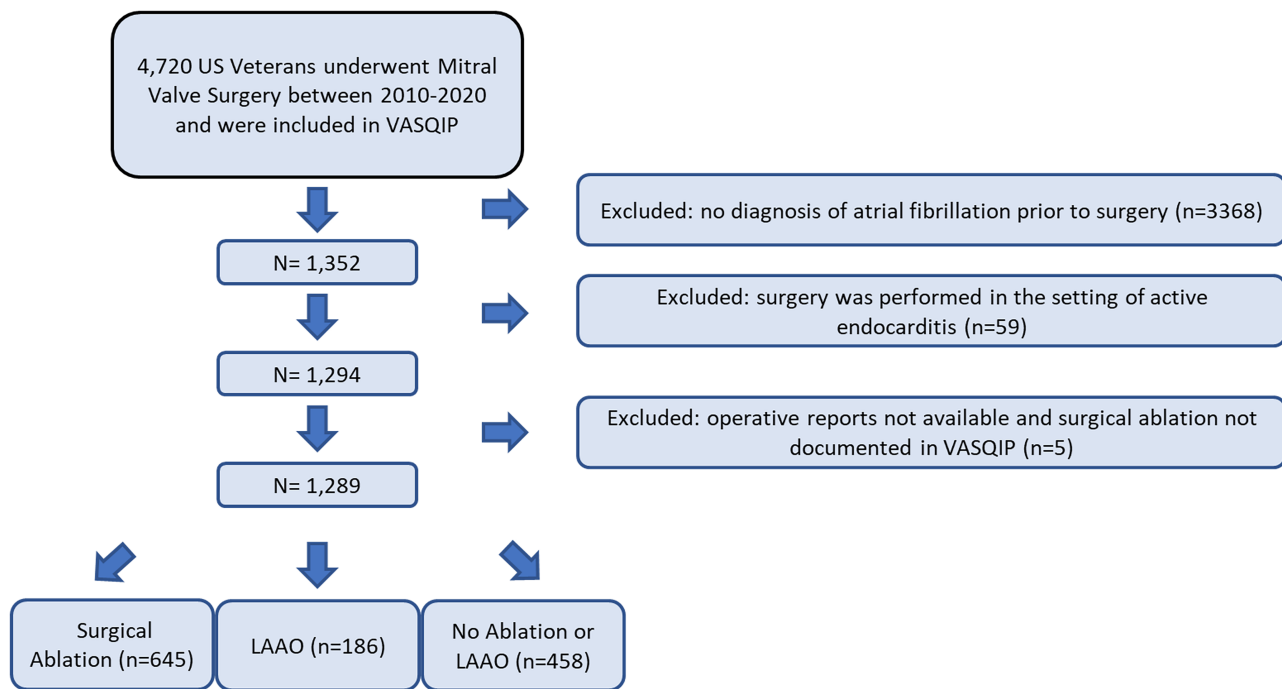 4,720 US Veterans underwent Mitral
Valve Surgery between 2010-2020
and were included in VASQIP
Excluded: no diagnosis of atrial fibrillation prior to surgery (n=3368)
N= 1,352
Excluded: surgery was performed in the setting of active
endocarditis (n=59)
N= 1,294
Excluded: operative reports not available and surgical ablation not
documented in VASQIP (n=5)
N= 1,289
Surgical
Ablation (n=645)
LAAO (n=186)
No Ablation or
LAAO (n=458)